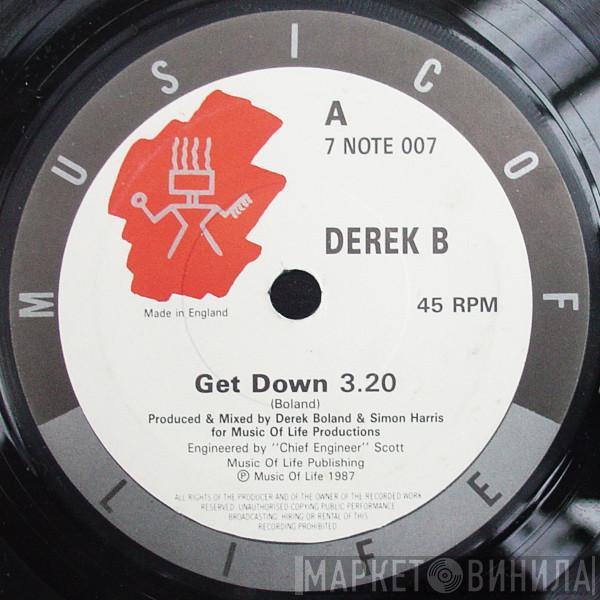 MUSIC OF LIFE
A
7 NOTE 007
DEREK B
Made in England
45 RPM
Get Down 3.20
(Boland)
Produced & Mixed by Derek Boland & Simon Harris
for Music Of Life Productions
Engineered by "Chief Engineer" Scott
Music Of Life Publishing
℗ Music Of Life 1987
ALL RIGHTS OF THE PRODUCER AND OF THE OWNER OF THE RECORDED WORK
RESERVED. UNAUTHORISED COPYING PUBLIC PERFORMANCE
BROADCASTING. HIRING OR RENTAL OF THIS
RECORDING PROHIBITED
МАРКЕТ ВИНИЛА